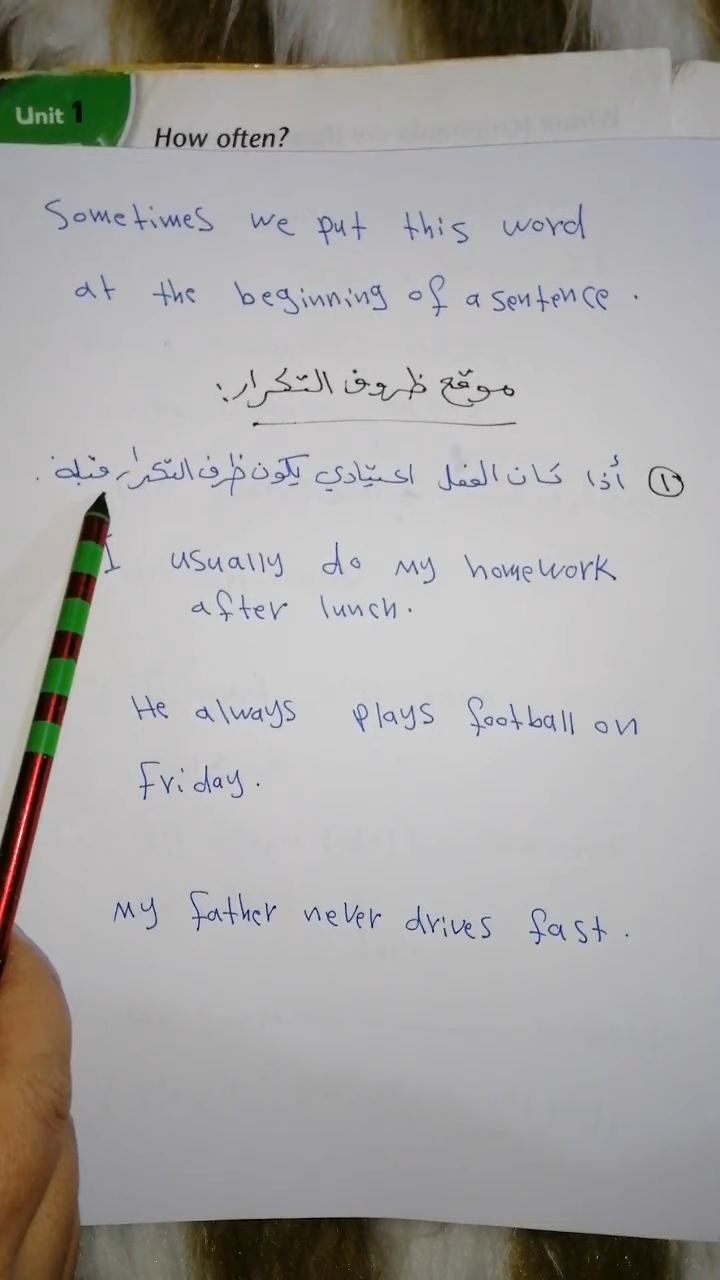 Unit 1
How often?
Sometimes we put this word
at the beginning of a sentence.
موقع ظروف التكرار:
١ أذا كان الفعل اعتيادي يكون ظرف التكرار قبله.
I usually do my homework
after lunch.
He always plays football on
Friday.
My father never drives fast.